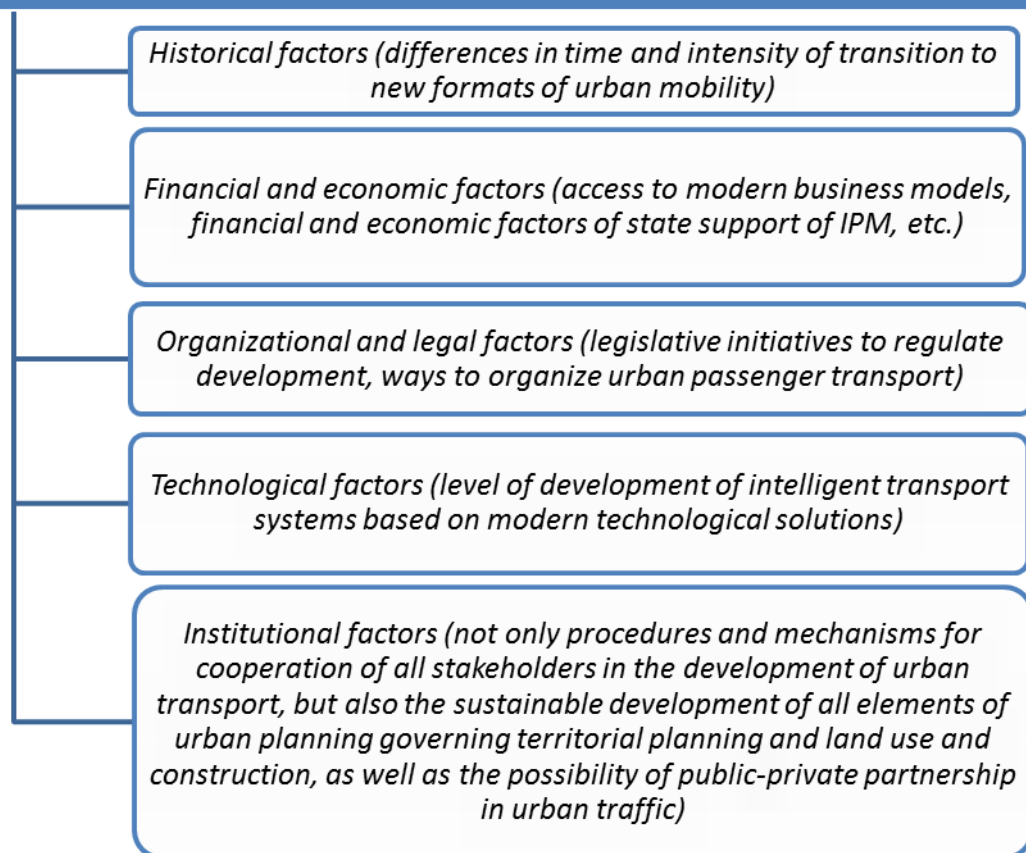 Historical factors (differences in time and intensity of transition to
new formats of urban mobility)
Financial and economic factors (access to modern business models,
financial and economic factors of state support of IPM, etc.)
Organizational and legal factors (legislative initiatives to regulate
development, ways to organize urban passenger transport)
Technological factors (level of development of intelligent transport
systems based on modern technological solutions)
Institutional factors (not only procedures and mechanisms for
cooperation of all stakeholders in the development of urban
transport, but also the sustainable development of all elements of
urban planning governing territorial planning and land use and
construction, as well as the possibility of public-private partnership
in urban traffic)